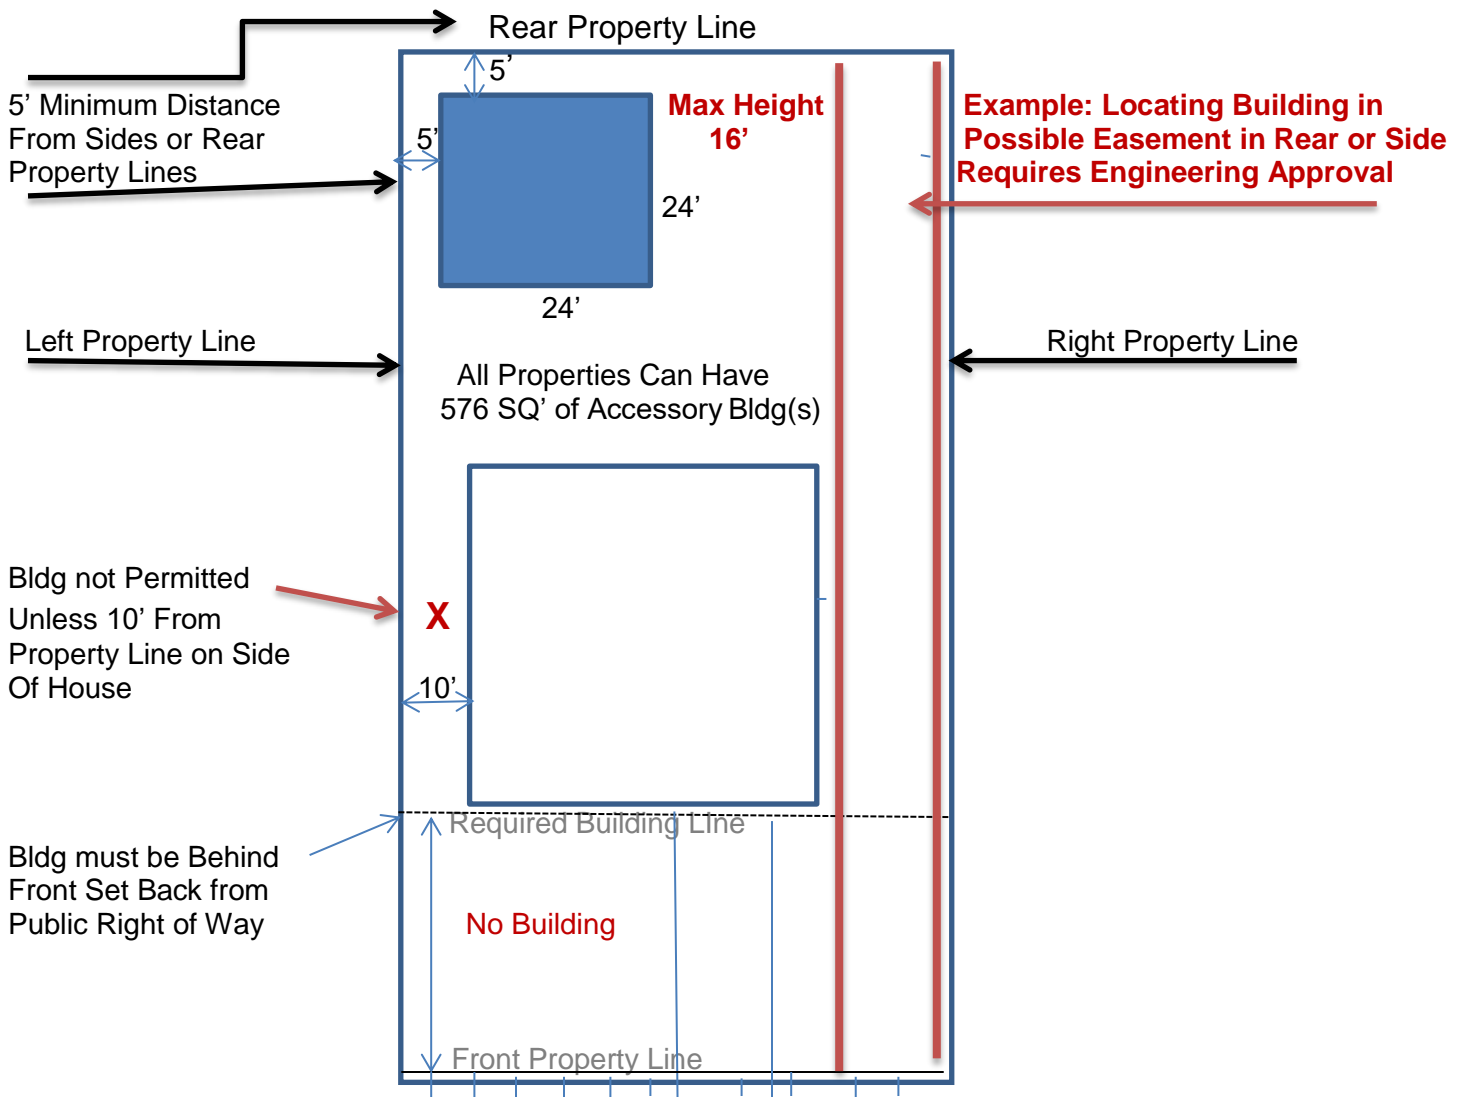 Rear Property Line
5’
5’ Minimum Distance
From Sides or Rear
Property Lines
5’
Max Height
16’
Example: Locating Building in
Possible Easement in Rear or Side
Requires Engineering Approval
24’
24’
Left Property Line
Right Property Line
All Properties Can Have
576 SQ’ of Accessory Bldg(s)
Bldg not Permitted
Unless 10’ From
Property Line on Side
Of House
X
10’
Required Building LIne
Bldg must be Behind
Front Set Back from
Public Right of Way
No Building
Front Property Line